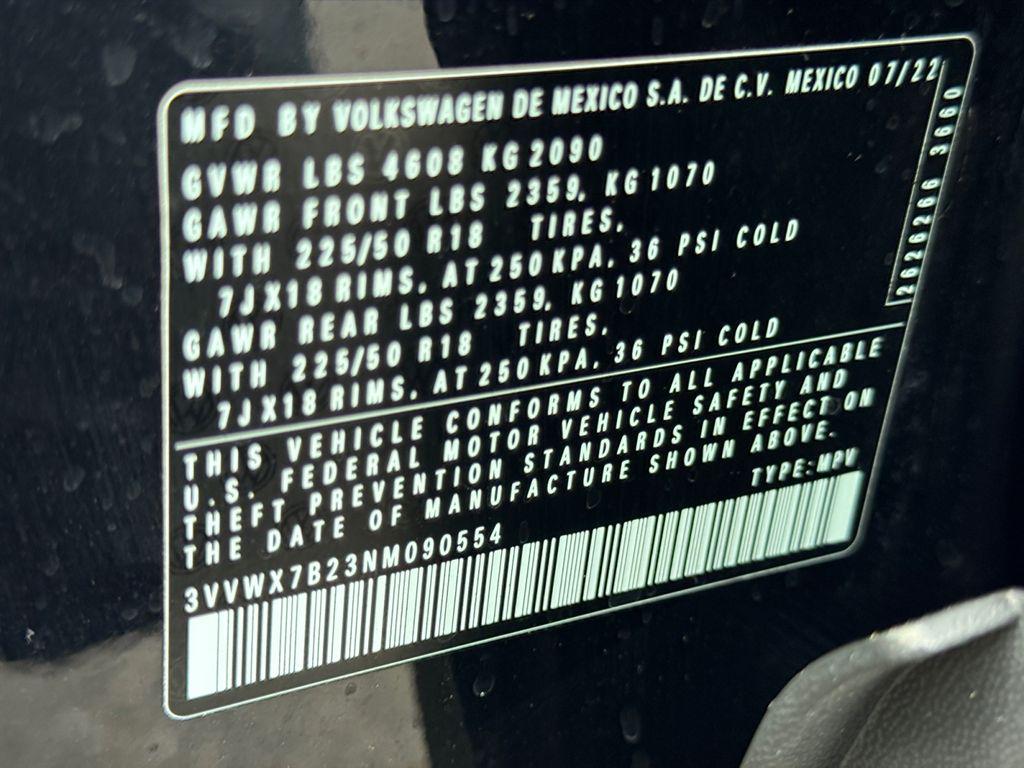 MFD BY VOLKSWAGEN DE MEXICO S.A. DE C.V. MEXICO 07/22
GVWR LBS 4608 KG 2090
GAWR FRONT LBS 2359, KG 1070
WITH 225/50 R18 TIRES,
7JX18 RIMS, AT 250 KPA, 36 PSI COLD
GAWR REAR LBS 2359, KG 1070
WITH 225/50 R18 TIRES,
7JX18 RIMS, AT 250 KPA, 36 PSI COLD
2626266 3660
THIS VEHICLE CONFORMS TO ALL APPLICABLE
U.S. FEDERAL MOTOR VEHICLE SAFETY AND
THEFT PREVENTION STANDARDS IN EFFECT ON
THE DATE OF MANUFACTURE SHOWN ABOVE.
TYPE: MPV
3VVWX7B23NM090554